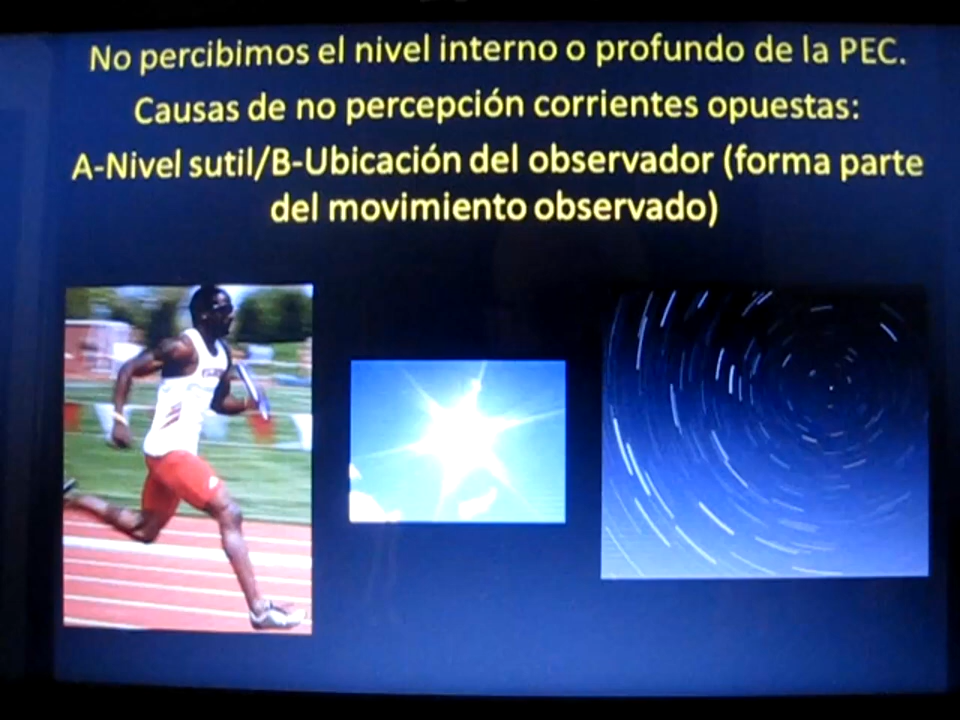 No percibimos el nivel interno o profundo de la PEC.
Causas de no percepción corrientes opuestas:
A-Nivel sutil/B-Ubicación del observador (forma parte
del movimiento observado)